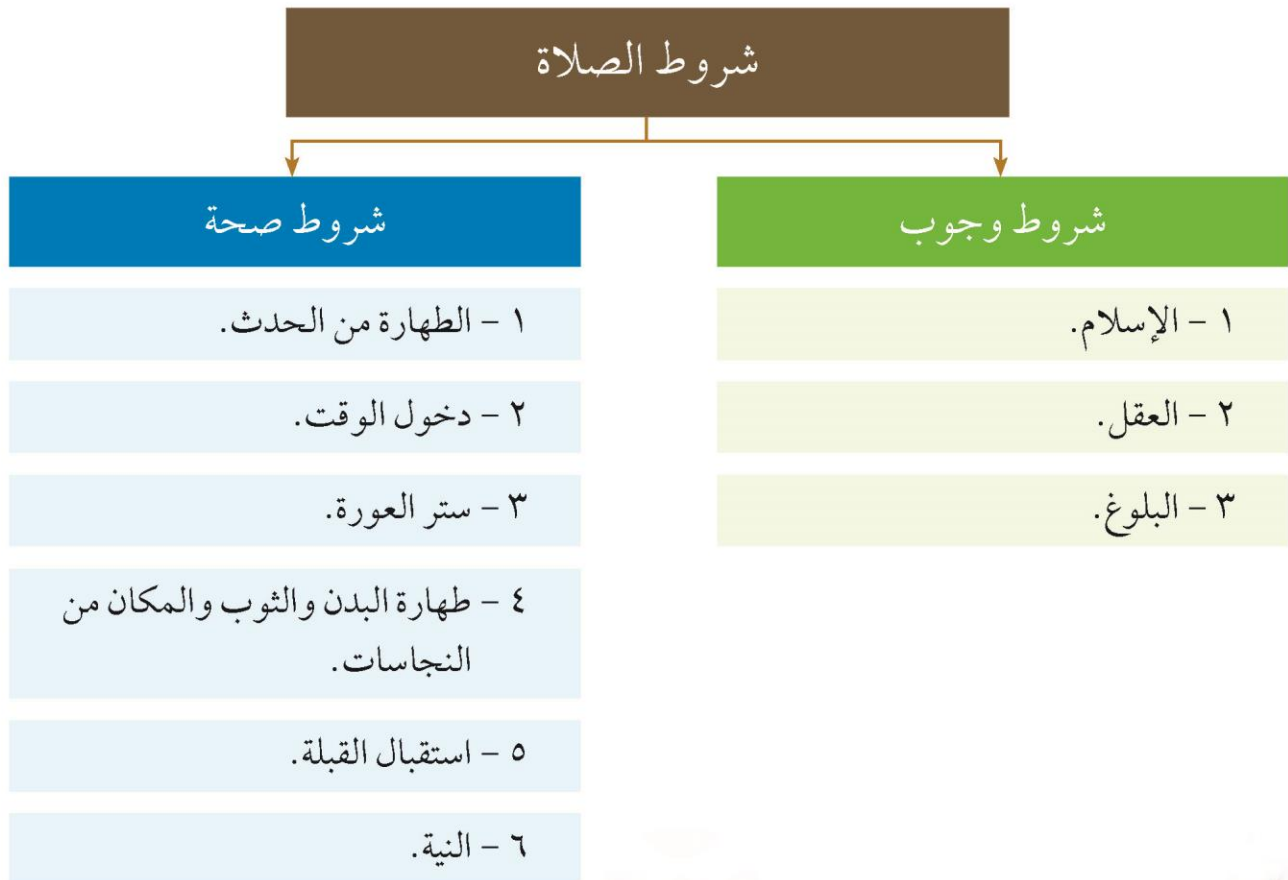 شروط الصلاة
شروط وجوب
١ - الإسلام.
٢ - العقل.
٣ - البلوغ.
شروط صحة
١ - الطهارة من الحدث.
٢ - دخول الوقت.
٣ - ستر العورة.
٤ - طهارة البدن والثوب والمكان من
النجاسات.
٥ - استقبال القبلة.
٦ - النية.